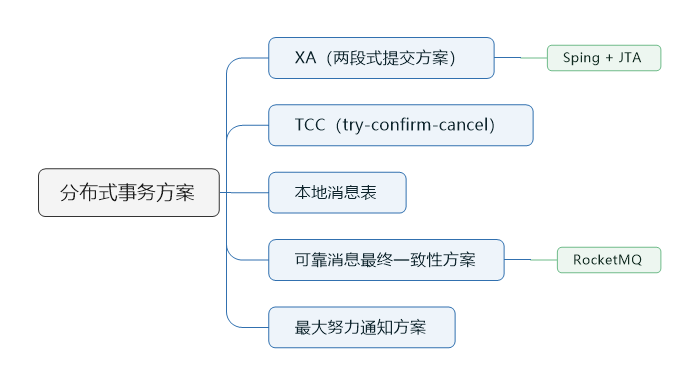 分布式事务方案
XA（两段式提交方案）
Sping + JTA
TCC（try-confirm-cancel）
本地消息表
可靠消息最终一致性方案
RocketMQ
最大努力通知方案